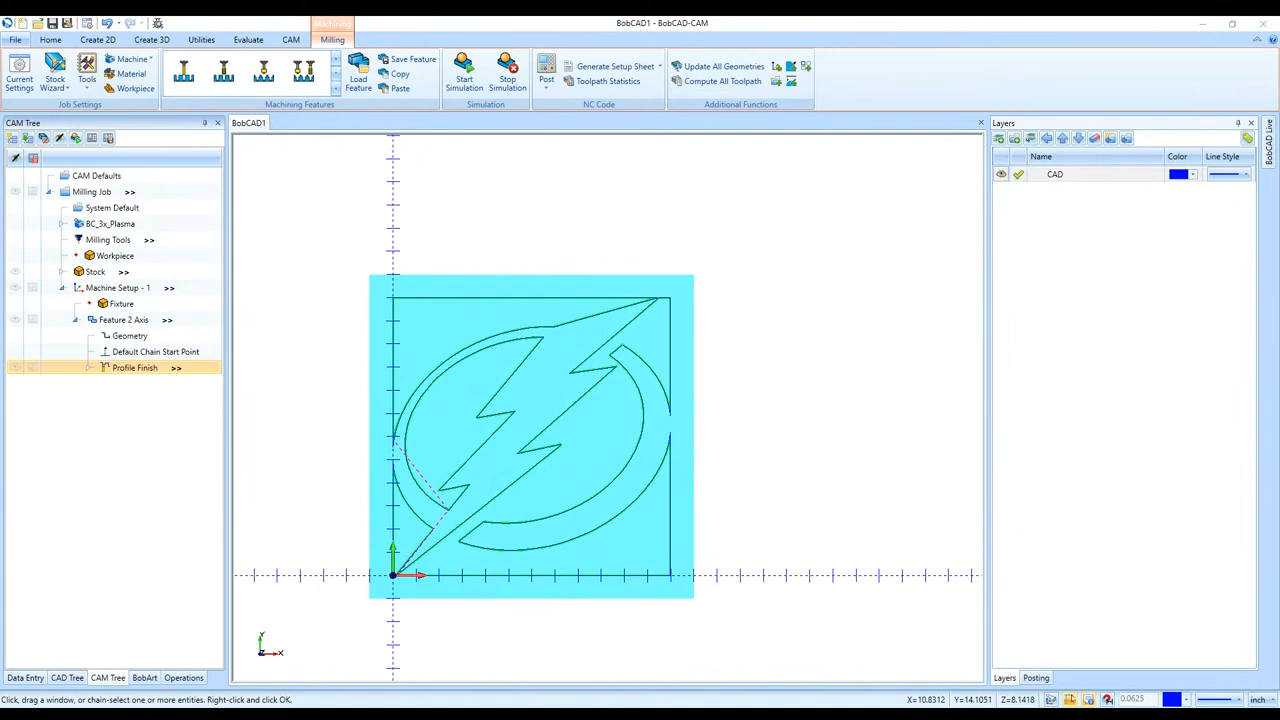 Machining
BobCAD1 - BobCAD-CAM
File
Home
Create 2D
Create 3D
Utilities
Evaluate
CAM
Milling
Current Settings
Stock Wizard
Tools
Machine
Material
Workpiece
Job Settings
Load Feature
Save Feature
Copy
Paste
Machining Features
Start Simulation
Stop Simulation
Simulation
Post
Generate Setup Sheet
Toolpath Statistics
NC Code
Update All Geometries
Compute All Toolpath
Additional Functions
CAM Tree
CAM Defaults
Milling Job >>
System Default
BC_3x_Plasma
Milling Tools >>
Workpiece
Stock >>
Machine Setup - 1 >>
Fixture
Feature 2 Axis >>
Geometry
Default Chain Start Point
Profile Finish >>
BobCAD1
Y
Z
X
Layers
Name
Color
Line Style
CAD
BobCAD Live
Data Entry
CAD Tree
CAM Tree
BobArt
Operations
Layers
Posting
Click, drag a window, or chain-select one or more entities. Right-click and click OK.
X=10.8312
Y=14.1051
Z=8.1418
0.0625
inch